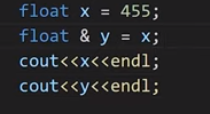 float x = 455;
float & y = x;
cout<<x<<endl;
cout<<y<<endl;